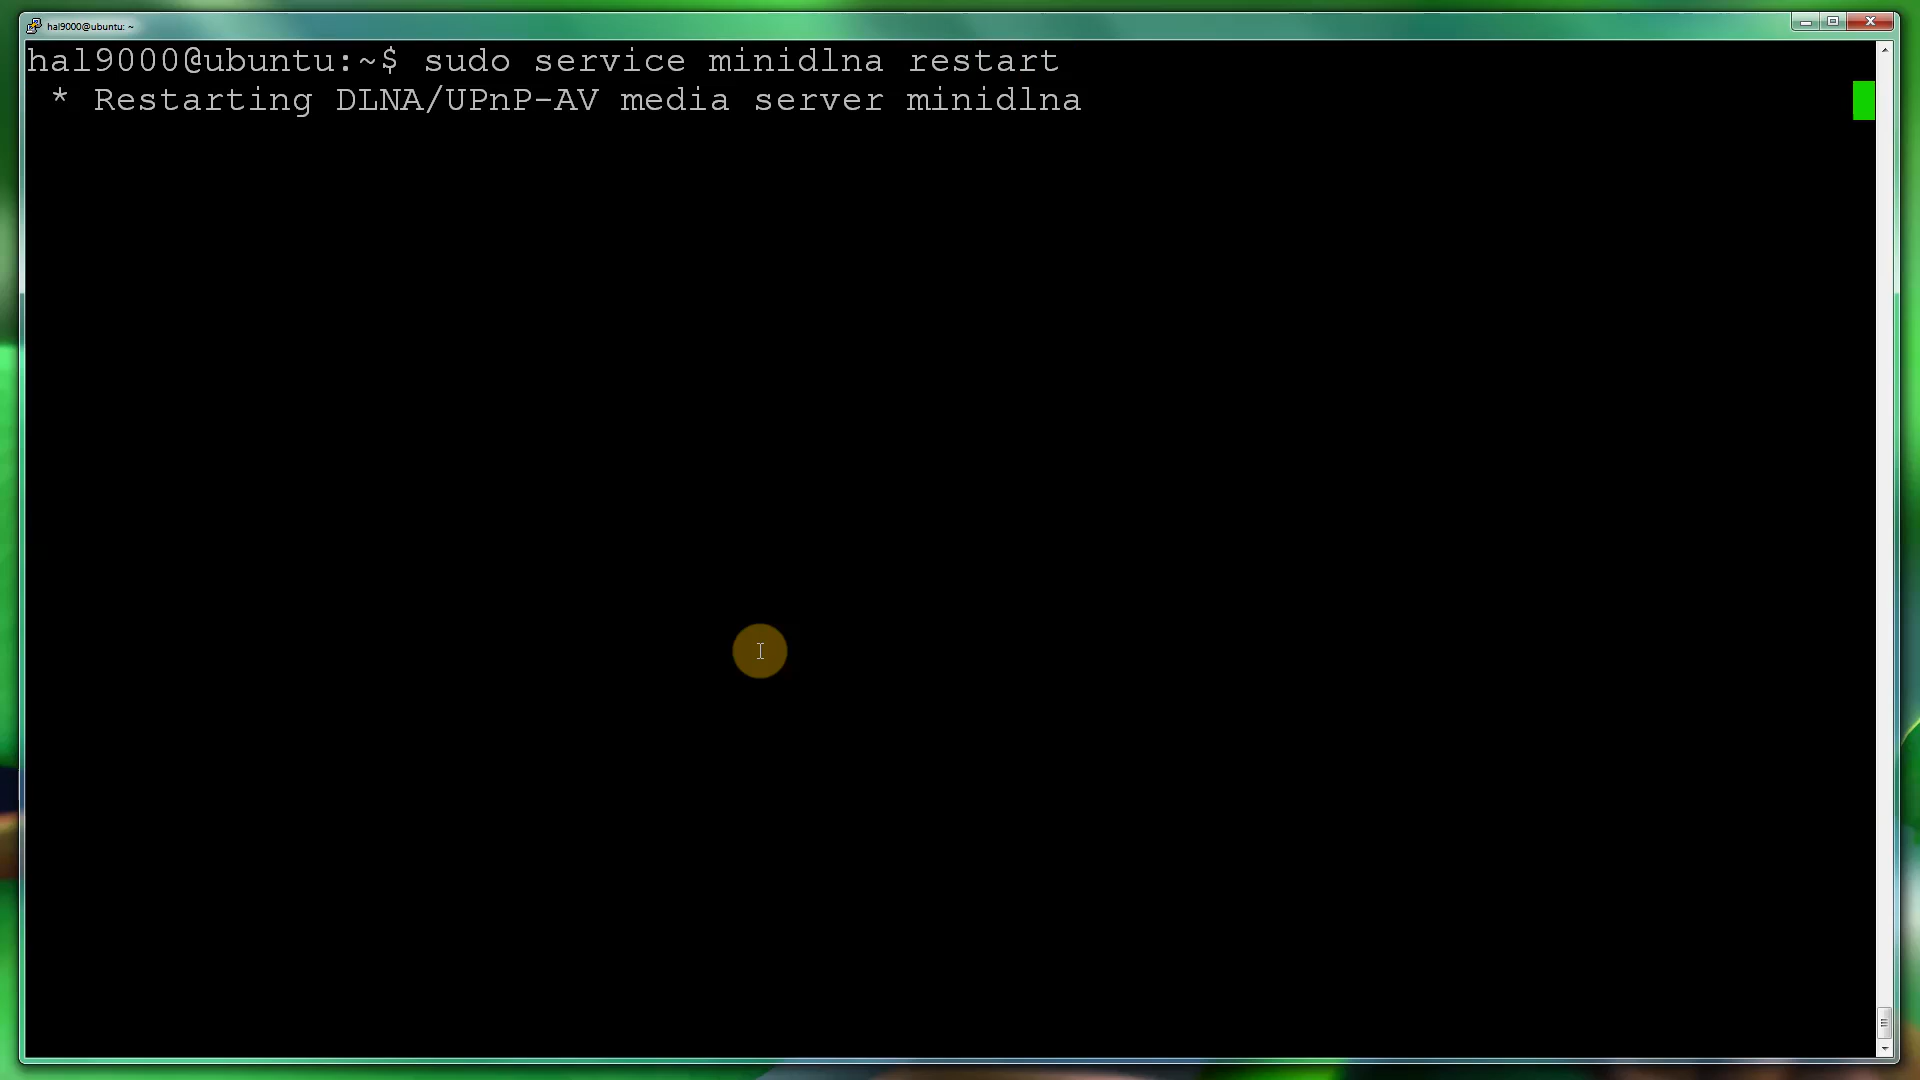 hal9000@ubuntu: ~
hal9000@ubuntu:~$ sudo service minidlna restart
 * Restarting DLNA/UPnP-AV media server minidlna